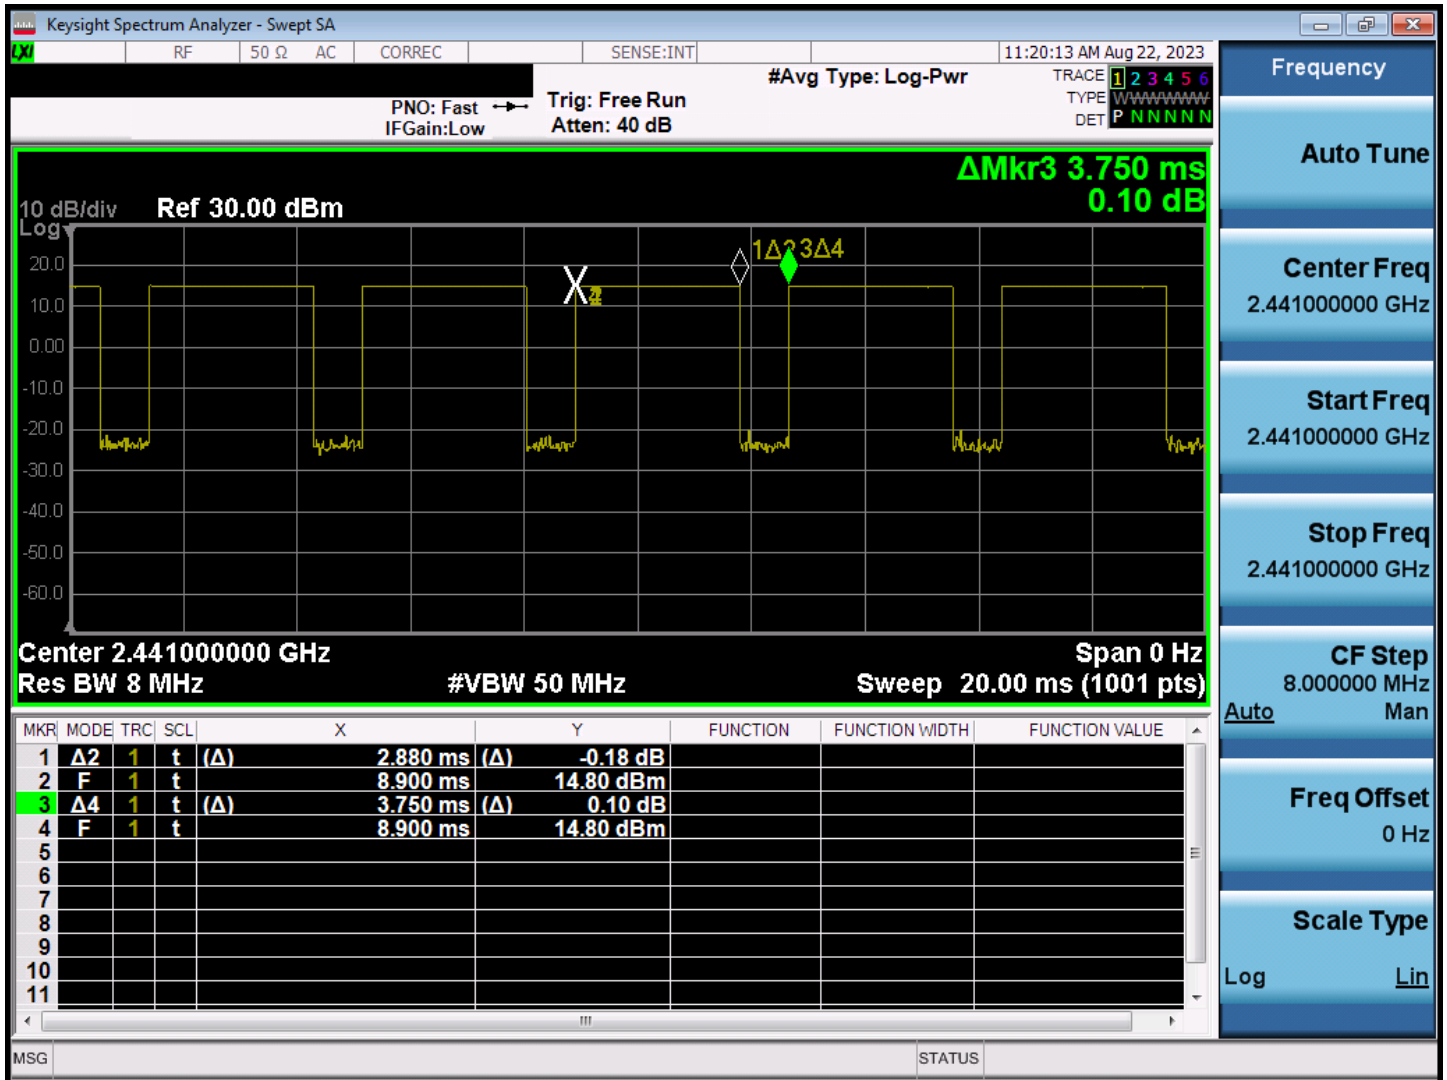 Keysight Spectrum Analyzer - Swept SA
LXI RF 50 Ω AC CORREC SENSE:INT 11:20:13 AM Aug 22, 2023
#Avg Type: Log-Pwr
TRACE 1 2 3 4 5 6
TYPE WWWWWW
DET P N N N N N
PNO: Fast
IFGain:Low
Trig: Free Run
Atten: 40 dB
ΔMkr3 3.750 ms
0.10 dB
10 dB/div Ref 30.00 dBm
Log
20.0
10.0
0.00
-10.0
-20.0
-30.0
-40.0
-50.0
-60.0
1Δ2 3Δ4
X
Center 2.441000000 GHz Span 0 Hz
Res BW 8 MHz #VBW 50 MHz Sweep 20.00 ms (1001 pts)
MKR MODE TRC SCL X Y FUNCTION FUNCTION WIDTH FUNCTION VALUE
1 Δ2 1 t (Δ) 2.880 ms (Δ) -0.18 dB
2 F 1 t 8.900 ms 14.80 dBm
3 Δ4 1 t (Δ) 3.750 ms (Δ) 0.10 dB
4 F 1 t 8.900 ms 14.80 dBm
5
6
7
8
9
10
11
MSG STATUS
Frequency
Auto Tune
Center Freq
2.441000000 GHz
Start Freq
2.441000000 GHz
Stop Freq
2.441000000 GHz
CF Step
8.000000 MHz
Auto Man
Freq Offset
0 Hz
Scale Type
Log Lin